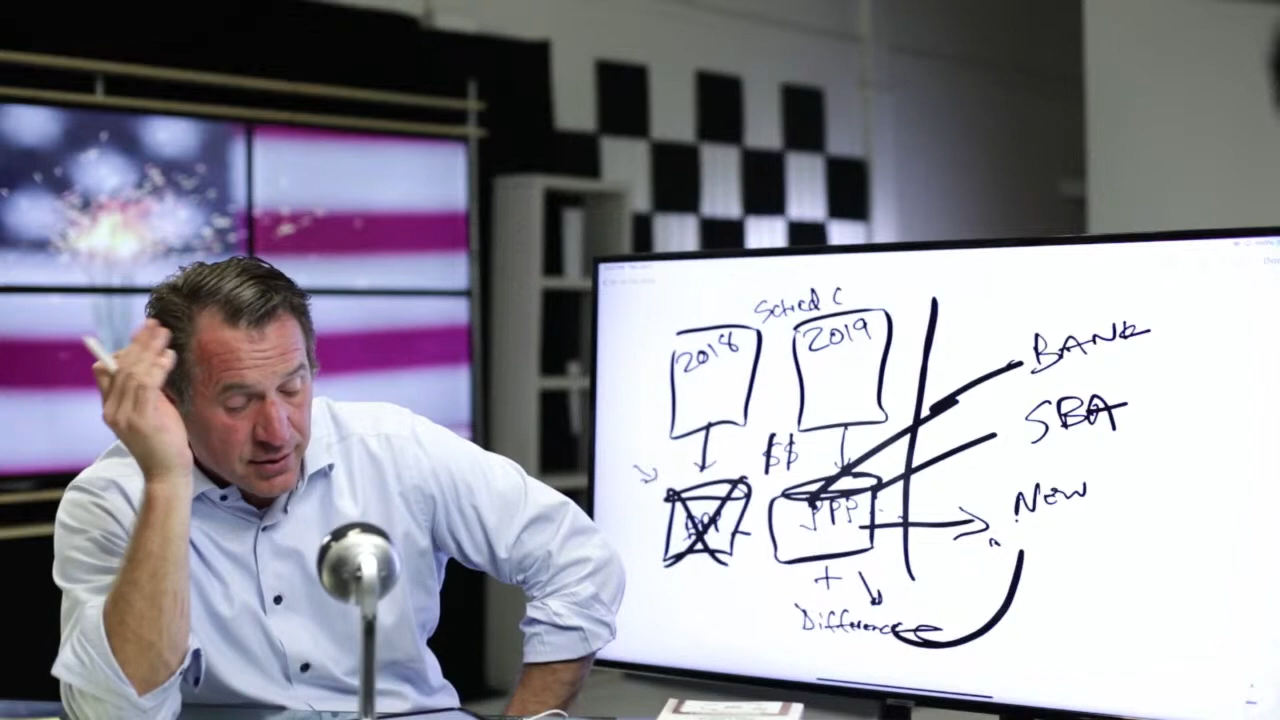 Sched C
2018
2019
BANK
SBA
$$
PPP
NEW
+
Difference